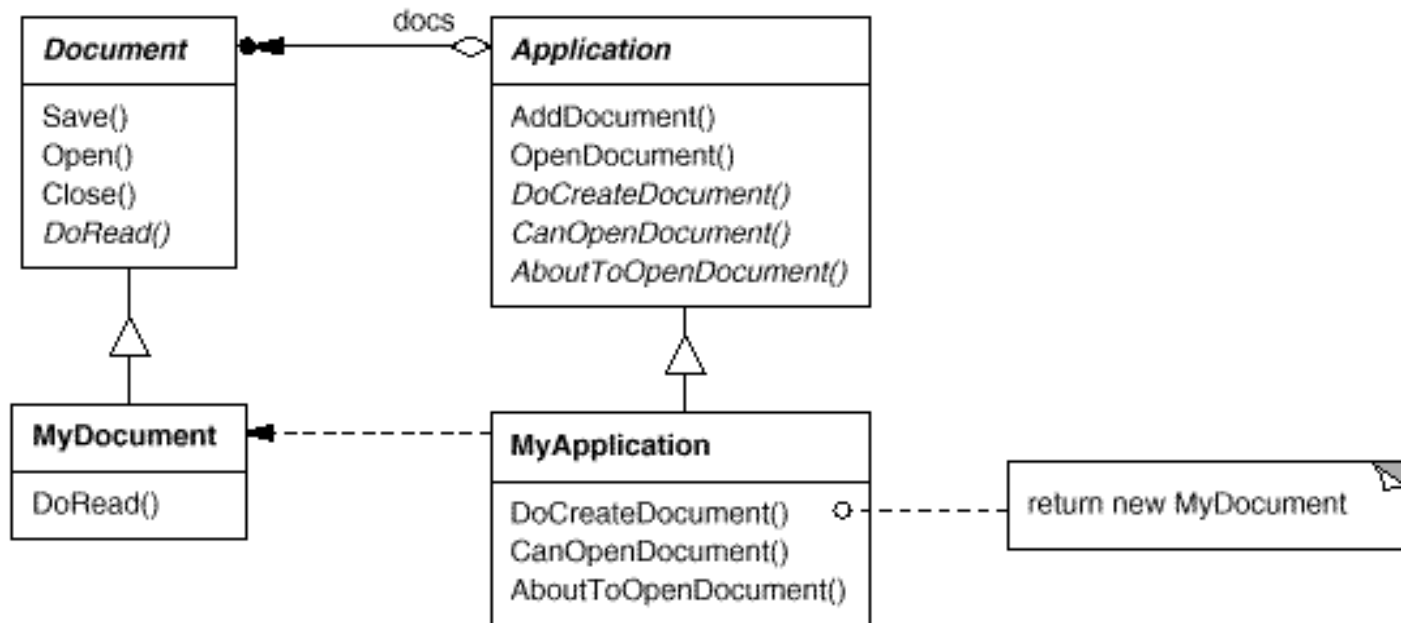 docs
Document
Save()
Open()
Close()
DoRead()
Application
AddDocument()
OpenDocument()
DoCreateDocument()
CanOpenDocument()
AboutToOpenDocument()
MyDocument
DoRead()
MyApplication
DoCreateDocument()
CanOpenDocument()
AboutToOpenDocument()
return new MyDocument